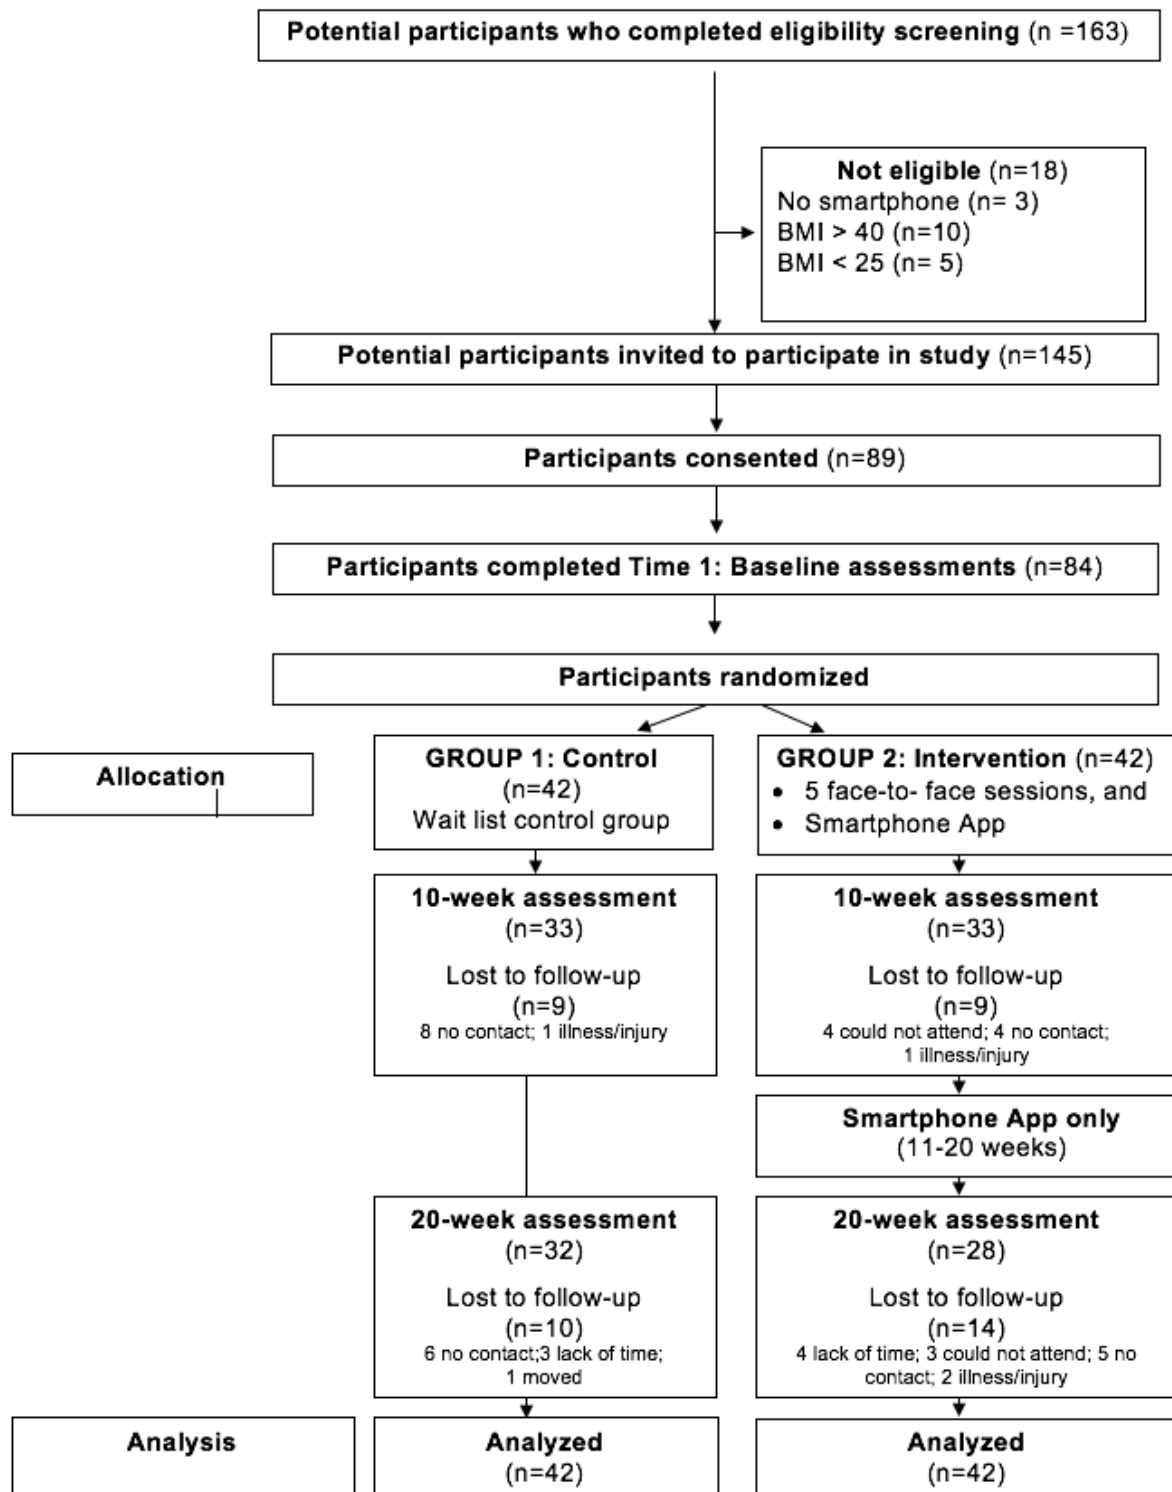 Potential participants who completed eligibility screening (n =163)
Not eligible (n=18)
No smartphone (n= 3)
BMI > 40 (n=10)
BMI < 25 (n= 5)
Potential participants invited to participate in study (n=145)
Participants consented (n=89)
Participants completed Time 1: Baseline assessments (n=84)
Participants randomized
Allocation
GROUP 1: Control
(n=42)
Wait list control group
GROUP 2: Intervention (n=42)
• 5 face-to- face sessions, and
• Smartphone App
10-week assessment
(n=33)
Lost to follow-up
(n=9)
8 no contact; 1 illness/injury
10-week assessment
(n=33)
Lost to follow-up
(n=9)
4 could not attend; 4 no contact;
1 illness/injury
Smartphone App only
(11-20 weeks)
20-week assessment
(n=32)
Lost to follow-up
(n=10)
6 no contact;3 lack of time;
1 moved
20-week assessment
(n=28)
Lost to follow-up
(n=14)
4 lack of time; 3 could not attend; 5 no
contact; 2 illness/injury
Analysis
Analyzed
(n=42)
Analyzed
(n=42)